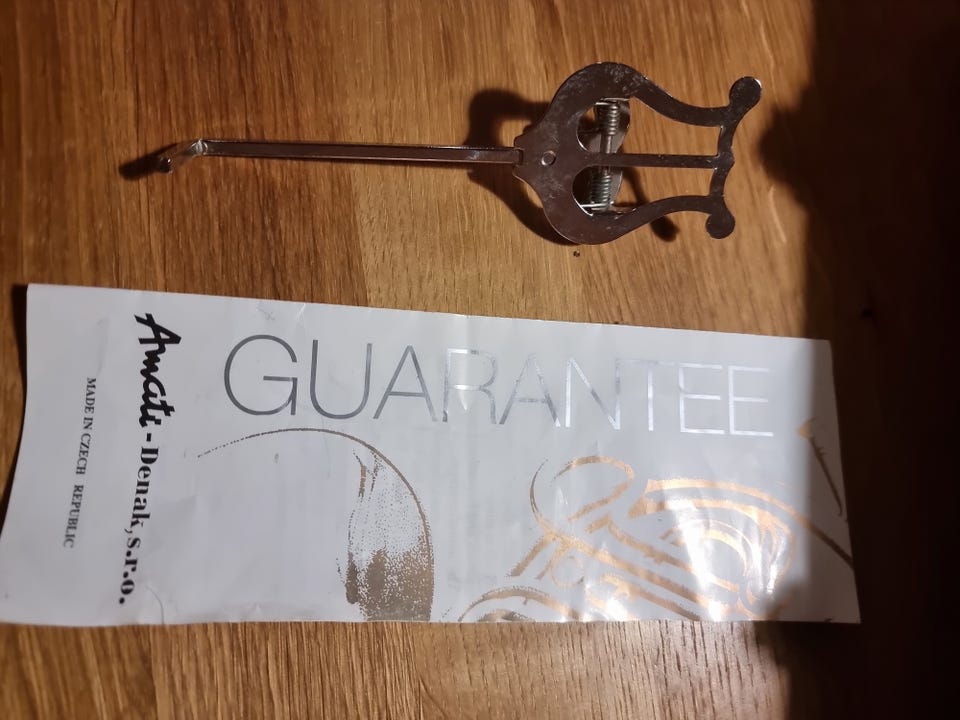 GUARANTEE
Amati - Denak, s.r.o.
MADE IN CZECH REPUBLIC